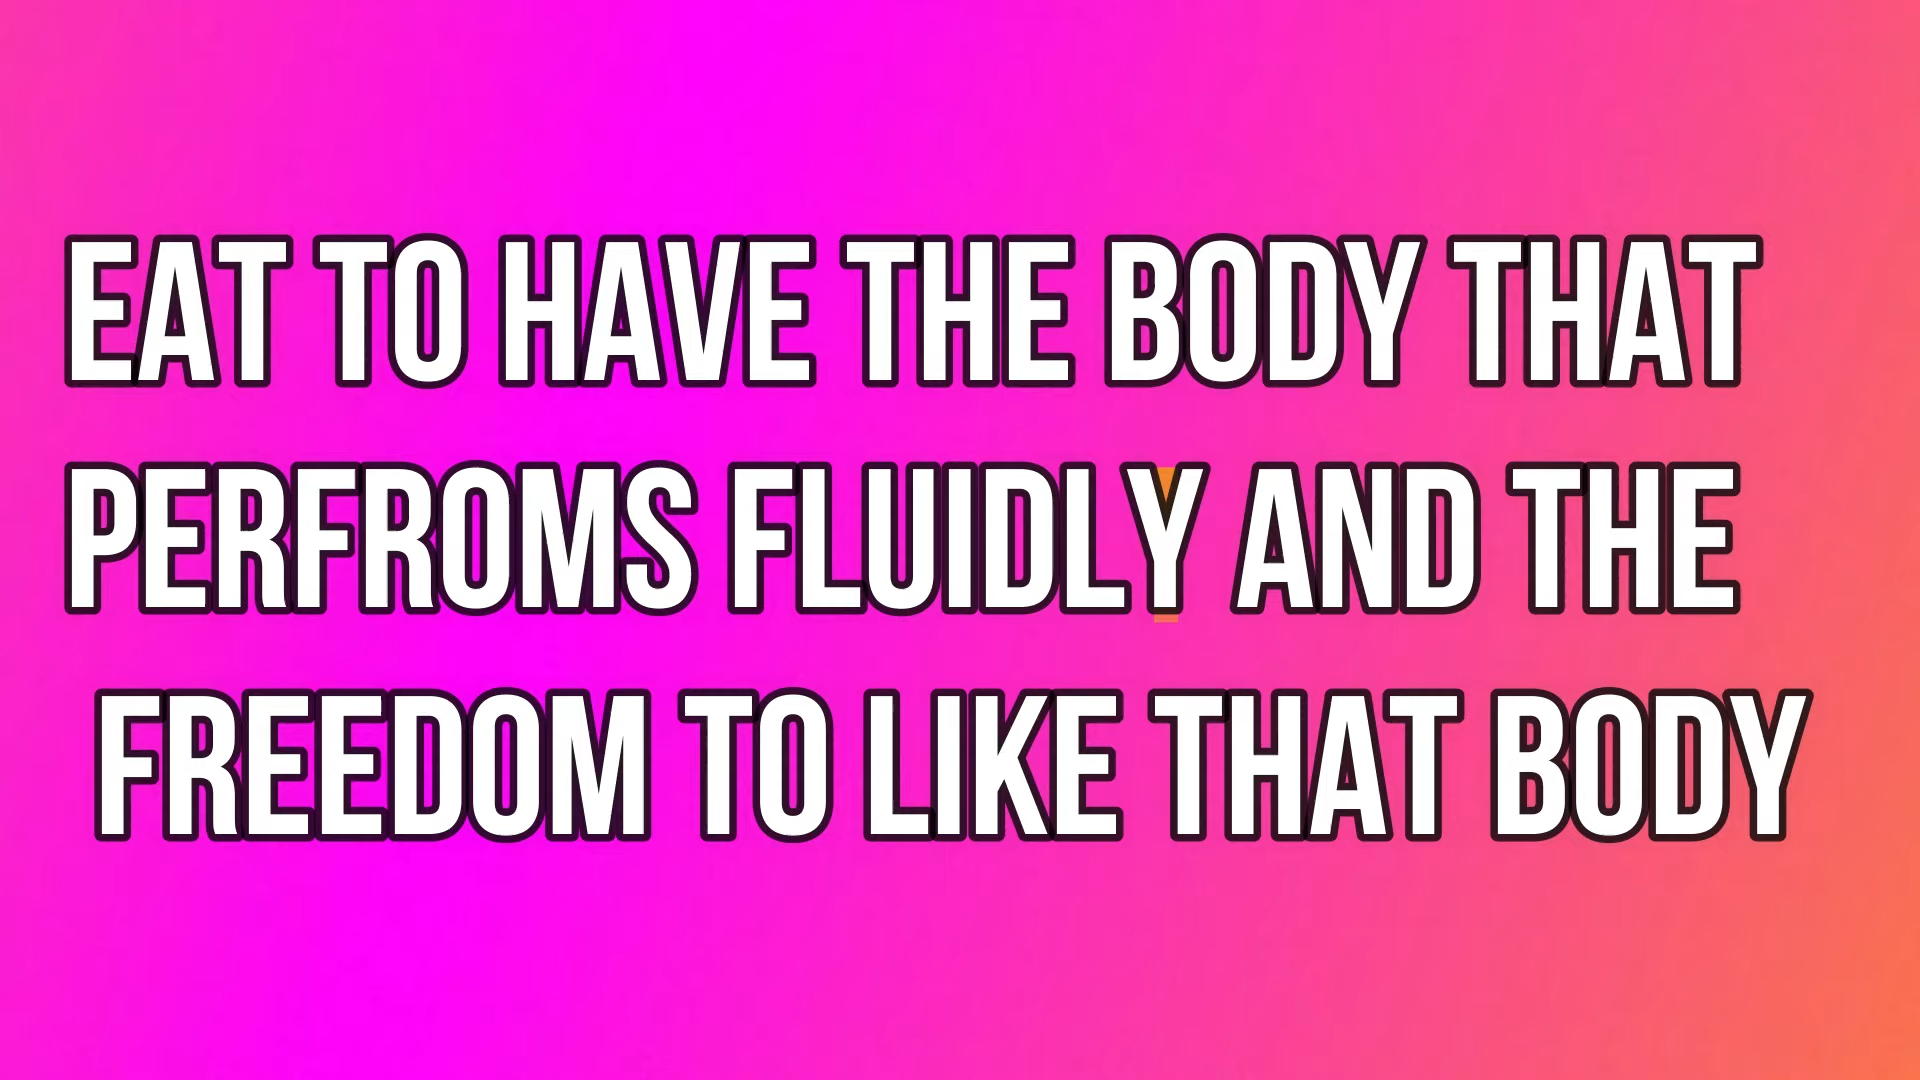 EAT TO HAVE THE BODY THAT
PERFROMS FLUIDLY AND THE
FREEDOM TO LIKE THAT BODY